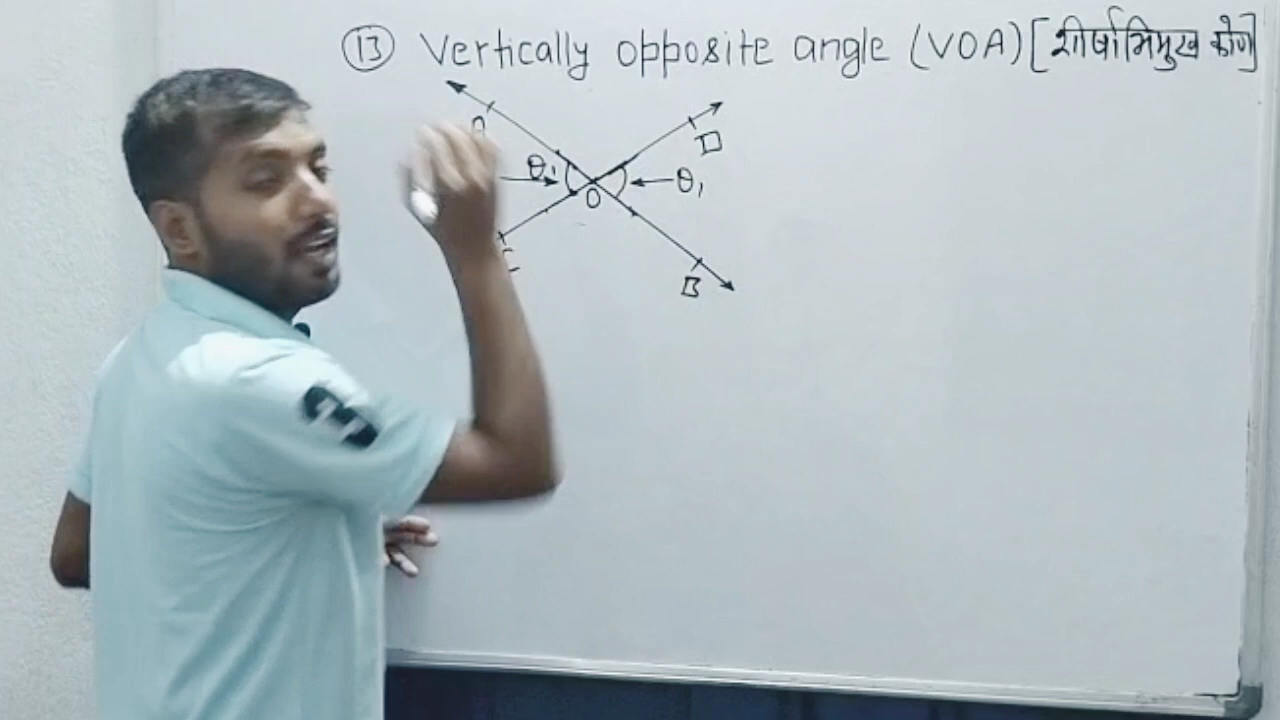 (13) Vertically opposite angle (VOA) [शीर्षाभिमुख कोण]
A
D
θ₁ θ₁
O
C
B